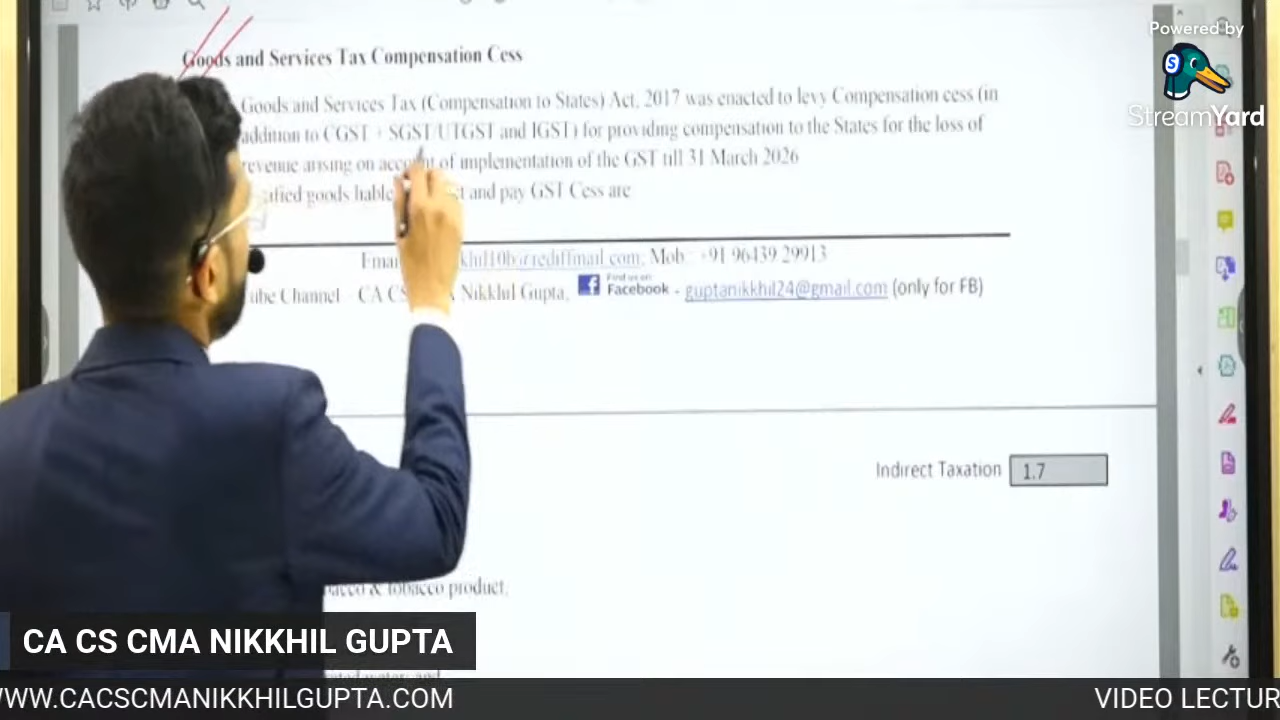 Powered by
StreamYard
Goods and Services Tax Compensation Cess
Goods and Services Tax (Compensation to States) Act, 2017 was enacted to levy Compensation cess (in
addition to CGST + SGST/UTGST and IGST) for providing compensation to the States for the loss of
revenue arising on account of implementation of the GST till 31 March 2026
goods liable and pay GST Cess are
Mob +91 96439 29913
Channel CA CS Nikkhil Gupta, Find us on Facebook - guptanikkhil24@gmail.com (only for FB)
Indirect Taxation 1.7
& tobacco product,
and
CA CS CMA NIKKHIL GUPTA
WWW.CACSCMANIKKHILGUPTA.COM VIDEO LECTUR